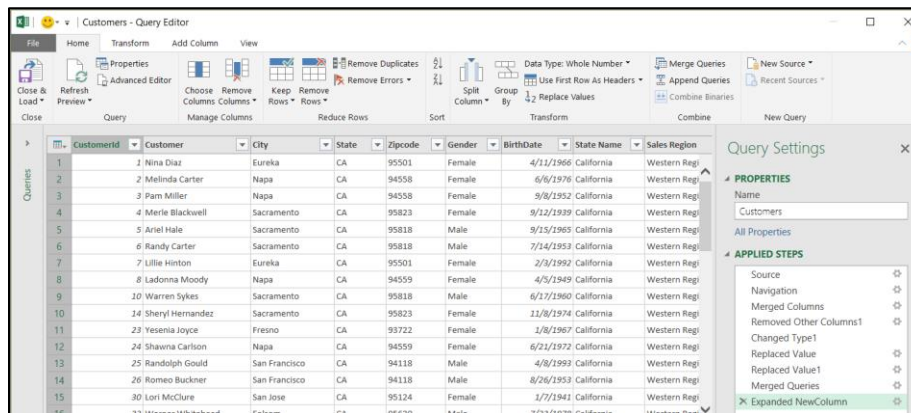 Customers - Query Editor
File Home Transform Add Column View
Close & Load
Refresh Preview
Properties
Advanced Editor
Choose Columns
Remove Columns
Keep Rows
Remove Rows
Remove Duplicates
Remove Errors
Split Column
Group By
Data Type: Whole Number
Use First Row As Headers
Replace Values
Merge Queries
Append Queries
Combine Binaries
New Source
Recent Sources
Close Query Manage Columns Reduce Rows Sort Transform Combine New Query
Queries
CustomerId Customer City State Zipcode Gender BirthDate State Name Sales Region
1 1 Nina Diaz Eureka CA 95501 Female 4/11/1966 California Western Regi
2 2 Melinda Carter Napa CA 94558 Female 6/6/1976 California Western Regi
3 3 Pam Miller Napa CA 94558 Female 9/8/1952 California Western Regi
4 4 Merle Blackwell Sacramento CA 95823 Female 9/12/1939 California Western Regi
5 5 Ariel Hale Sacramento CA 95818 Male 9/15/1965 California Western Regi
6 6 Randy Carter Sacramento CA 95818 Male 7/14/1953 California Western Regi
7 7 Lillie Hinton Eureka CA 95501 Female 2/3/1992 California Western Regi
8 8 Ladonna Moody Napa CA 94559 Female 4/5/1949 California Western Regi
9 10 Warren Sykes Sacramento CA 95818 Male 6/17/1960 California Western Regi
10 14 Sheryl Hernandez Sacramento CA 95823 Female 11/8/1974 California Western Regi
11 23 Yesenia Joyce Fresno CA 93722 Female 1/8/1967 California Western Regi
12 24 Shawna Carlson Napa CA 94559 Female 6/21/1972 California Western Regi
13 25 Randolph Gould San Francisco CA 94118 Male 4/8/1993 California Western Regi
14 26 Romeo Buckner San Francisco CA 94118 Male 8/26/1953 California Western Regi
15 30 Lori McClure San Jose CA 95124 Female 1/7/1941 California Western Regi
Query Settings
PROPERTIES
Name
Customers
All Properties
APPLIED STEPS
Source
Navigation
Merged Columns
Removed Other Columns1
Changed Type1
Replaced Value
Replaced Value1
Merged Queries
Expanded NewColumn